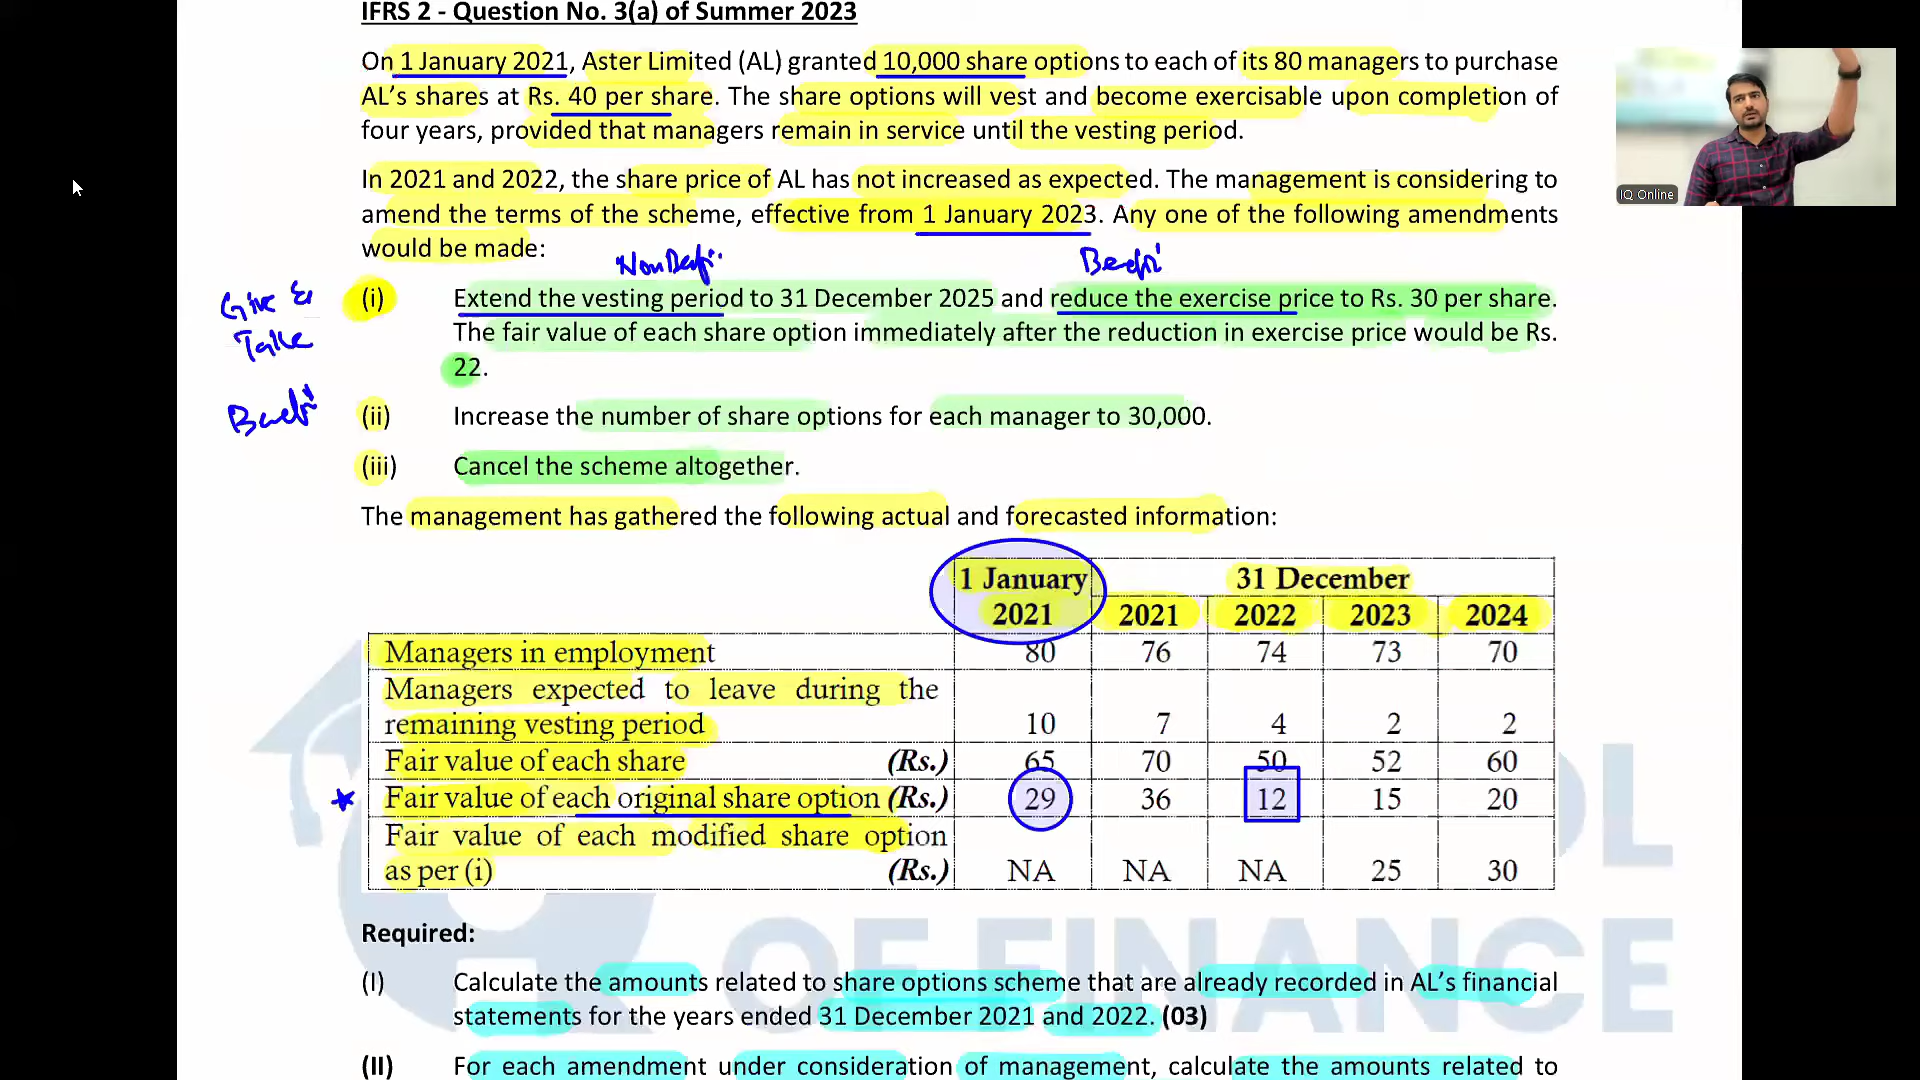 IFRS 2 - Question No. 3(a) of Summer 2023
On 1 January 2021, Aster Limited (AL) granted 10,000 share options to each of its 80 managers to purchase
AL's shares at Rs. 40 per share. The share options will vest and become exercisable upon completion of
four years, provided that managers remain in service until the vesting period.
In 2021 and 2022, the share price of AL has not increased as expected. The management is considering to
amend the terms of the scheme, effective from 1 January 2023. Any one of the following amendments
would be made:
Give &
Take
(i) Extend the vesting period to 31 December 2025 and reduce the exercise price to Rs. 30 per share.
The fair value of each share option immediately after the reduction in exercise price would be Rs.
22.
(ii) Increase the number of share options for each manager to 30,000.
(iii) Cancel the scheme altogether.
The management has gathered the following actual and forecasted information:
1 January 31 December
2021 2021 2022 2023 2024
Managers in employment 80 76 74 73 70
Managers expected to leave during the
remaining vesting period 10 7 4 2 2
Fair value of each share (Rs.) 65 70 50 52 60
Fair value of each original share option (Rs.) 29 36 12 15 20
Fair value of each modified share option
as per (i) (Rs.) NA NA NA 25 30
OL
OF FINANCE
Required:
(I) Calculate the amounts related to share options scheme that are already recorded in AL's financial
statements for the years ended 31 December 2021 and 2022. (03)
(II) For each amendment under consideration of management, calculate the amounts related to
IQ Online